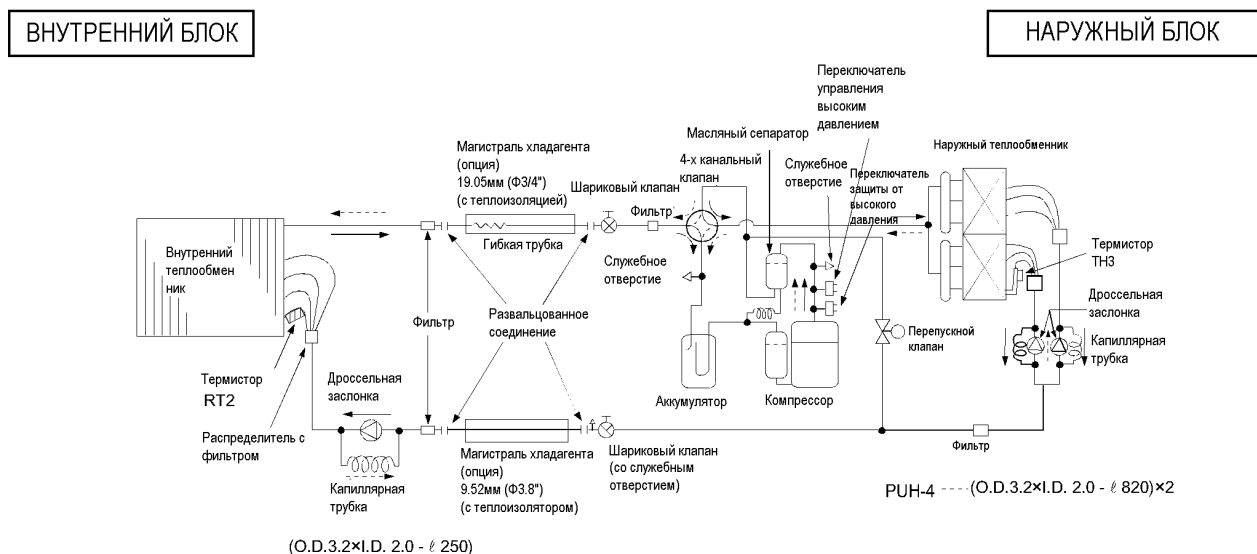 ВНУТРЕННИЙ БЛОК
НАРУЖНЫЙ БЛОК
Переключатель
управления
высоким
давлением
Масляный сепаратор
4-х канальный
клапан
Служебное
отверстие
Наружный теплообменник
Переключатель
защиты от
высокого
давления
Магистраль хладагента
(опция)
19.05мм (Ф3/4")
(с теплоизоляцией)
Шариковый клапан
Фильтр
Гибкая трубка
Внутренний
теплообмен
ник
Служебное
отверстие
Термистор
TH3
Фильтр
Развальцованное
соединение
Дроссельная
заслонка
Перепускной
клапан
Капиллярная
трубка
Термистор
RT2
Дроссельная
заслонка
Аккумулятор
Компрессор
Распределитель с
фильтром
Магистраль хладагента
(опция)
9.52мм (Ф3.8")
(с теплоизолятором)
Шариковый клапан
(со служебным
отверстием)
Фильтр
Капиллярная
трубка
PUH-4 ---- (O.D.3.2×I.D. 2.0 - ℓ 820)×2
(O.D.3.2×I.D. 2.0 - ℓ 250)